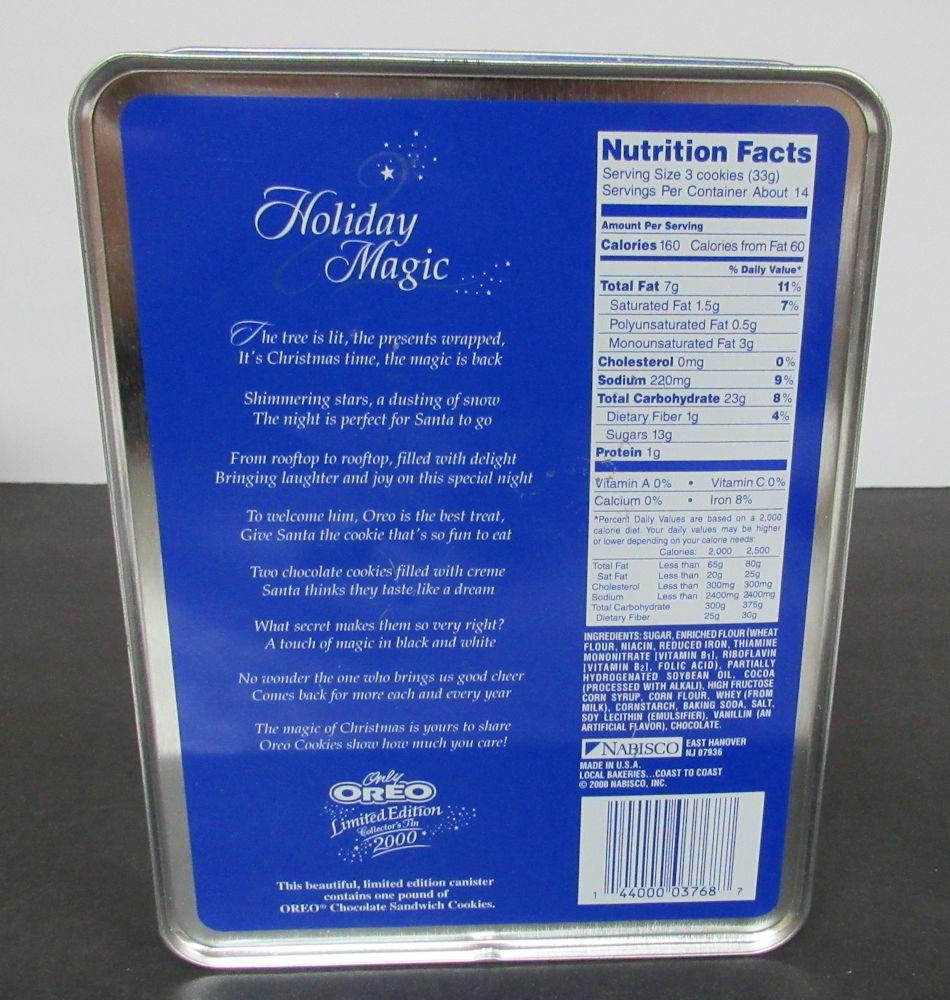 Holiday
Magic
The tree is lit, the presents wrapped,
It's Christmas time, the magic is back
Shimmering stars, a dusting of snow
The night is perfect for Santa to go
From rooftop to rooftop, filled with delight
Bringing laughter and joy on this special night
To welcome him, Oreo is the best treat,
Give Santa the cookie that's so fun to eat
Two chocolate cookies filled with creme
Santa thinks they taste like a dream
What secret makes them so very right?
A touch of magic in black and white
No wonder the one who brings us good cheer
Comes back for more each and every year
The magic of Christmas is yours to share
Oreo Cookies show how much you care!
Only
OREO
Limited Edition
Collector's Tin
2000
This beautiful, limited edition canister
contains one pound of
OREO® Chocolate Sandwich Cookies.
Nutrition Facts
Serving Size 3 cookies (33g)
Servings Per Container About 14
Amount Per Serving
Calories 160 Calories from Fat 60
% Daily Value*
Total Fat 7g 11%
Saturated Fat 1.5g 7%
Polyunsaturated Fat 0.5g
Monounsaturated Fat 3g
Cholesterol 0mg 0%
Sodium 220mg 9%
Total Carbohydrate 23g 8%
Dietary Fiber 1g 4%
Sugars 13g
Protein 1g
Vitamin A 0% • Vitamin C 0%
Calcium 0% • Iron 8%
*Percent Daily Values are based on a 2,000
calorie diet. Your daily values may be higher
or lower depending on your calorie needs:
Calories: 2,000 2,500
Total Fat Less than 65g 80g
Sat Fat Less than 20g 25g
Cholesterol Less than 300mg 300mg
Sodium Less than 2400mg 2400mg
Total Carbohydrate 300g 375g
Dietary Fiber 25g 30g
INGREDIENTS: SUGAR, ENRICHED FLOUR (WHEAT
FLOUR, NIACIN, REDUCED IRON, THIAMINE
MONONITRATE [VITAMIN B1], RIBOFLAVIN
[VITAMIN B2], FOLIC ACID), PARTIALLY
HYDROGENATED SOYBEAN OIL, COCOA
(PROCESSED WITH ALKALI), HIGH FRUCTOSE
CORN SYRUP, CORN FLOUR, WHEY (FROM
MILK), CORNSTARCH, BAKING SODA, SALT,
SOY LECITHIN (EMULSIFIER), VANILLIN (AN
ARTIFICIAL FLAVOR), CHOCOLATE.
NABISCO EAST HANOVER
NJ 07936
MADE IN U.S.A.
LOCAL BAKERIES...COAST TO COAST
© 2000 NABISCO, INC.
1 44000 03768 7